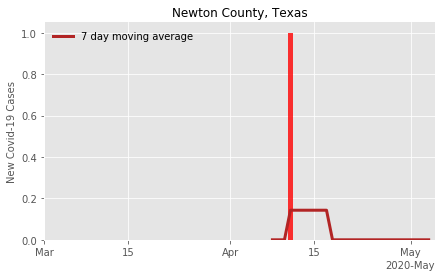 Newton County, Texas
7 day moving average
New Covid-19 Cases
1.0
0.8
0.6
0.4
0.2
0.0
Mar 15 Apr 15 May
2020-May